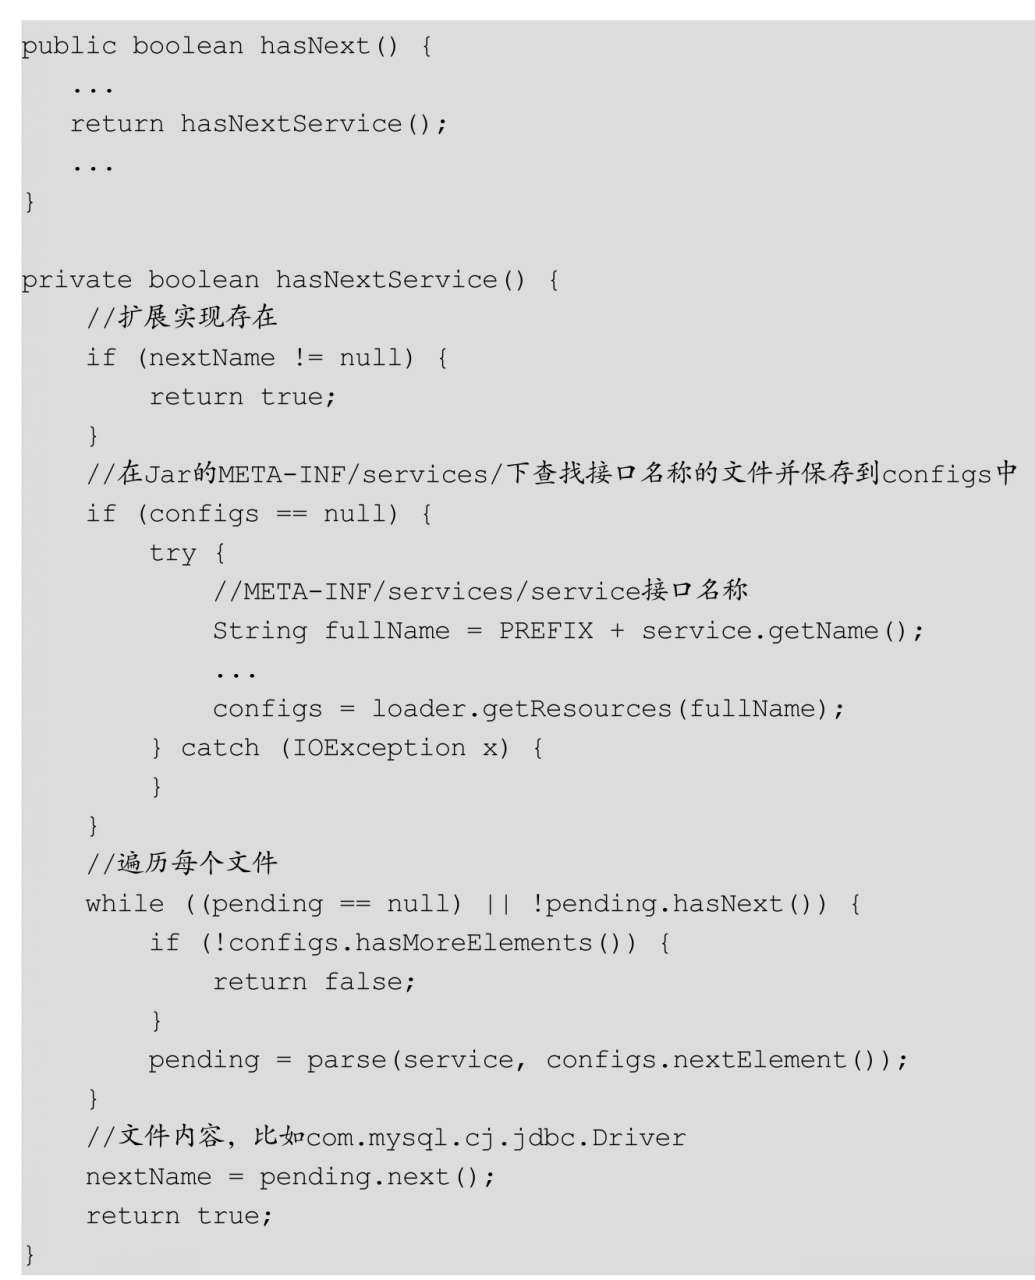 public boolean hasNext() {
   ...
   return hasNextService();
   ...
}

private boolean hasNextService() {
    //扩展实现存在
    if (nextName != null) {
        return true;
    }
    //在Jar的META-INF/services/下查找接口名称的文件并保存到configs中
    if (configs == null) {
        try {
            //META-INF/services/service接口名称
            String fullName = PREFIX + service.getName();
            ...
            configs = loader.getResources(fullName);
        } catch (IOException x) {
        }
    }
    //遍历每个文件
    while ((pending == null) || !pending.hasNext()) {
        if (!configs.hasMoreElements()) {
            return false;
        }
        pending = parse(service, configs.nextElement());
    }
    //文件内容，比如com.mysql.cj.jdbc.Driver
    nextName = pending.next();
    return true;
}